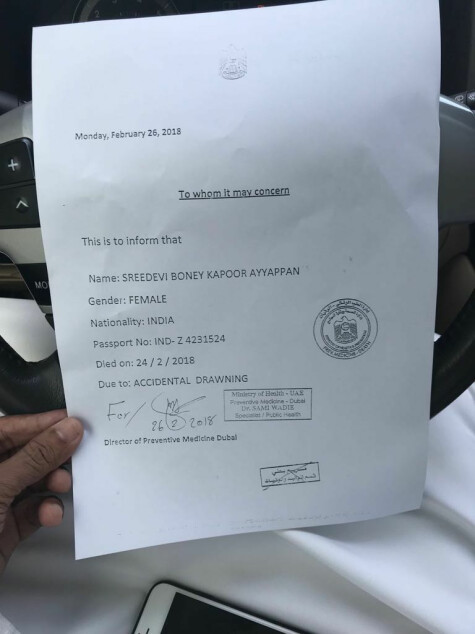 Monday, February 26, 2018
To whom it may concern
This is to inform that
Name: SREEDEVI BONEY KAPOOR AYYAPPAN
Gender: FEMALE
Nationality: INDIA
Passport No: IND- Z 4231524
Died on: 24 / 2 / 2018
Due to: ACCIDENTAL DRAWNING
For/
26/2/2018
Ministry of Health - UAE
Preventive Medicine - Dubai
Dr. SAMI WADIE
Specialist / Public Health
Director of Preventive Medicine Dubai